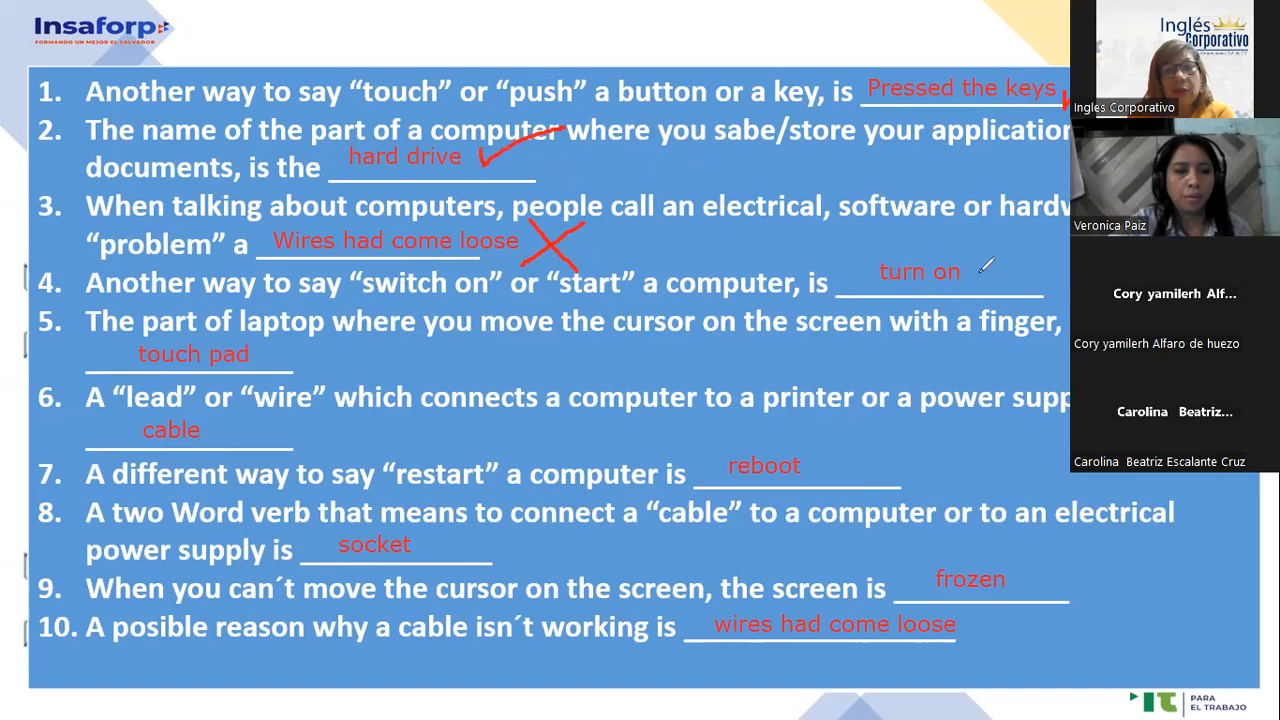 Insaforp
FORMANDO UN MEJOR EL SALVADOR
1. Another way to say “touch” or “push” a button or a key, is Pressed the keys
2. The name of the part of a computer where you sabe/store your application
documents, is the hard drive
3. When talking about computers, people call an electrical, software or hardw
“problem” a Wires had come loose
4. Another way to say “switch on” or “start” a computer, is turn on
5. The part of laptop where you move the cursor on the screen with a finger,
touch pad
6. A “lead” or “wire” which connects a computer to a printer or a power supp
cable
7. A different way to say “restart” a computer is reboot
8. A two Word verb that means to connect a “cable” to a computer or to an electrical
power supply is socket
9. When you can´t move the cursor on the screen, the screen is frozen
10. A posible reason why a cable isn´t working is wires had come loose
Inglés
Corporativo
Ingles Corporativo
Veronica Paiz
Cory yamilerh Alf...
Cory yamilerh Alfaro de huezo
Carolina Beatriz...
Carolina Beatriz Escalante Cruz
PARA
EL TRABAJO